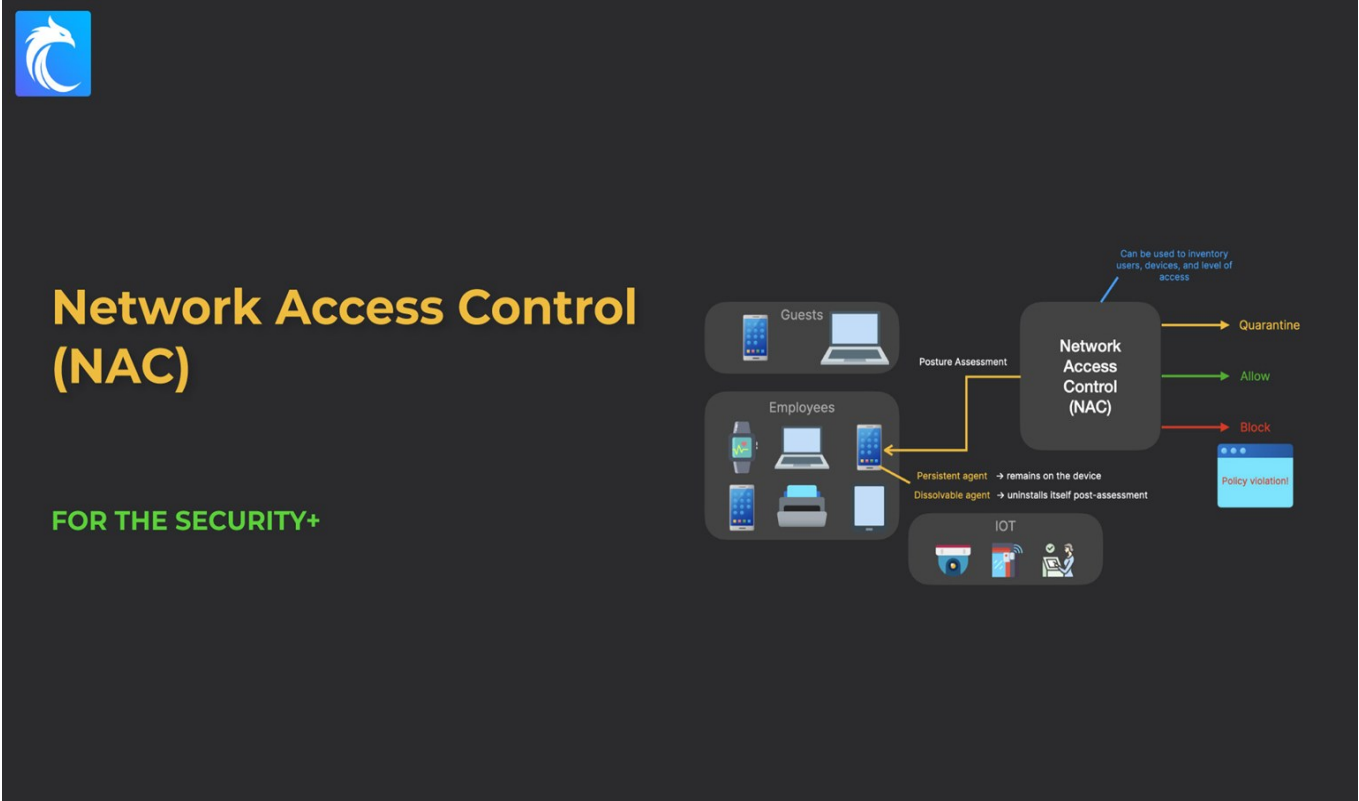 Network Access Control
(NAC)
FOR THE SECURITY+
Can be used to inventory
users, devices, and level of
access
Guests
Employees
Posture Assessment
Network
Access
Control
(NAC)
Quarantine
Allow
Block
Policy violation!
Persistent agent → remains on the device
Dissolvable agent → uninstalls itself post-assessment
IOT